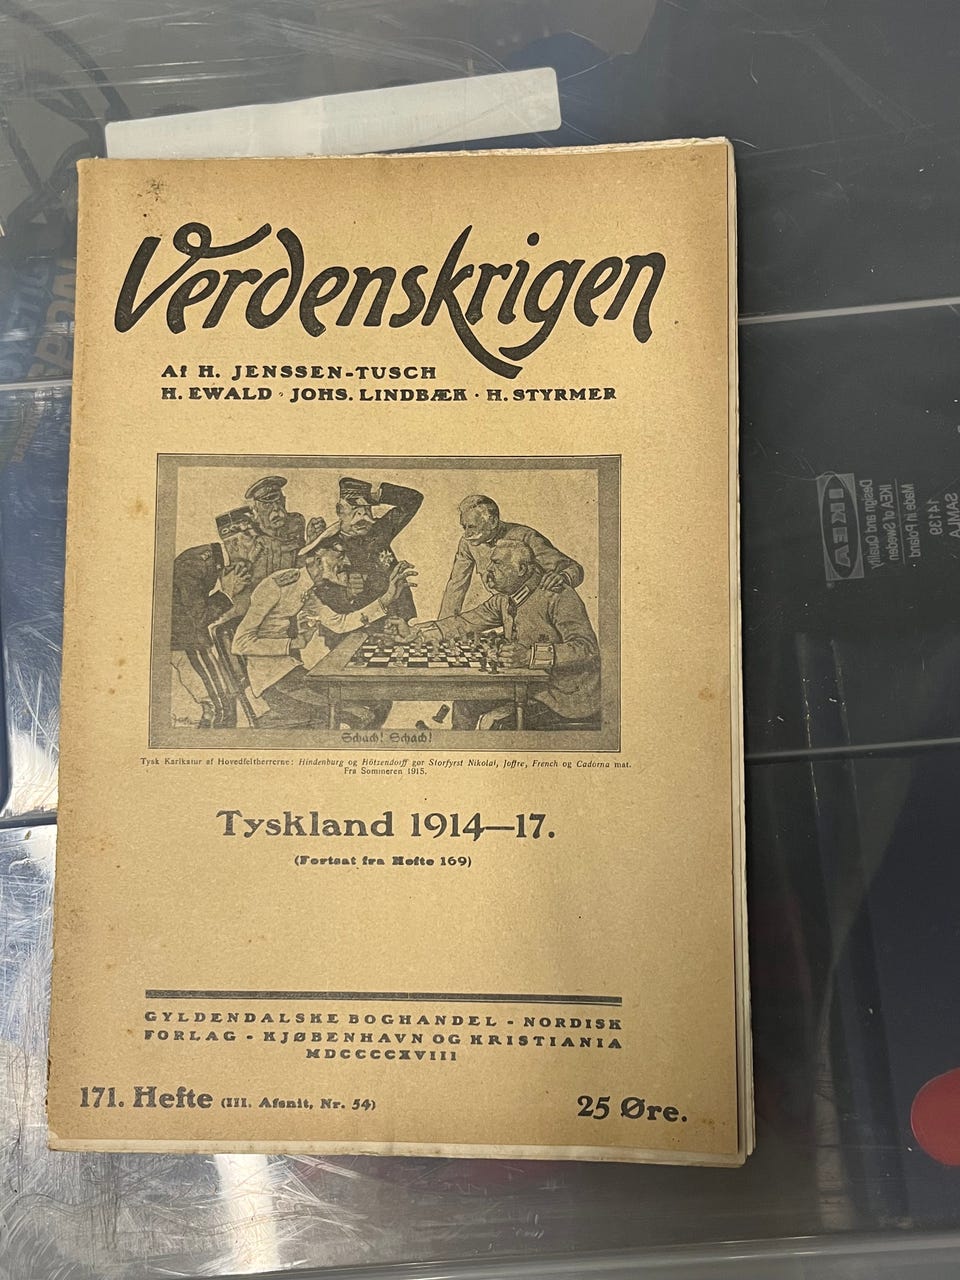 Verdenskrigen
Af H. JENSSEN-TUSCH
H. EWALD · JOHS. LINDBÆK · H. STYRMER
Schach! Schach!
Tysk Karikatur af Hovedfeltherrerne: Hindenburg og Hötzendorff gør Storfyrst Nikolai, Joffre, French og Cadorna mat.
Fra Sommeren 1915.
Tyskland 1914—17.
(Fortsat fra Hefte 169)
GYLDENDALSKE BOGHANDEL - NORDISK
FORLAG - KJØBENHAVN OG KRISTIANIA
MDCCCCXVIII
171. Hefte (III. Afsnit, Nr. 54)
25 Øre.
IKEA
Design and Quality
IKEA of Sweden
Made in Poland
14139
SAMLA